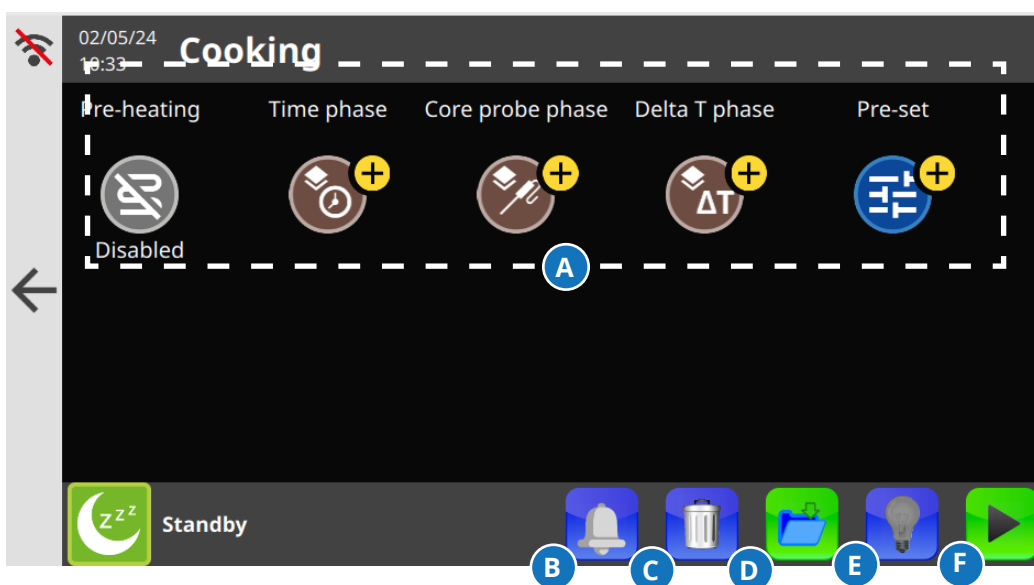 02/05/24
10:33
Cooking
Pre-heating Time phase Core probe phase Delta T phase Pre-set
ΔT
Disabled
A
z z z
Standby
B C D E F